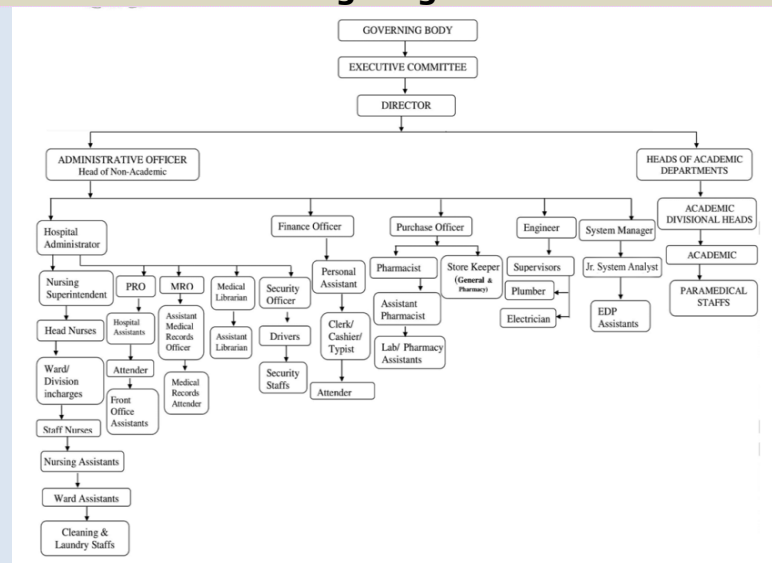 GOVERNING BODY
EXECUTIVE COMMITTEE
DIRECTOR
ADMINISTRATIVE OFFICER
Head of Non-Academic
HEADS OF ACADEMIC
DEPARTMENTS
Hospital
Administrator
Finance Officer
Purchase Officer
Engineer
System Manager
ACADEMIC
DIVISIONAL HEADS
Nursing
Superintendent
PRO
MRO
Medical
Librarian
Security
Officer
Personal
Assistant
Pharmacist
Store Keeper
(General &
Pharmacy)
Supervisors
Jr. System Analyst
ACADEMIC
Head Nurses
Hospital
Assistants
Assistant
Medical
Records
Officer
Assistant
Librarian
Drivers
Clerk/
Cashier/
Typist
Assistant
Pharmacist
Plumber
Electrician
EDP
Assistants
PARAMEDICAL
STAFFS
Ward/
Division
incharges
Attender
Medical
Records
Attender
Security
Staffs
Attender
Lab/ Pharmacy
Assistants
Front
Office
Assistants
Staff Nurses
Nursing Assistants
Ward Assistants
Cleaning &
Laundry Staffs